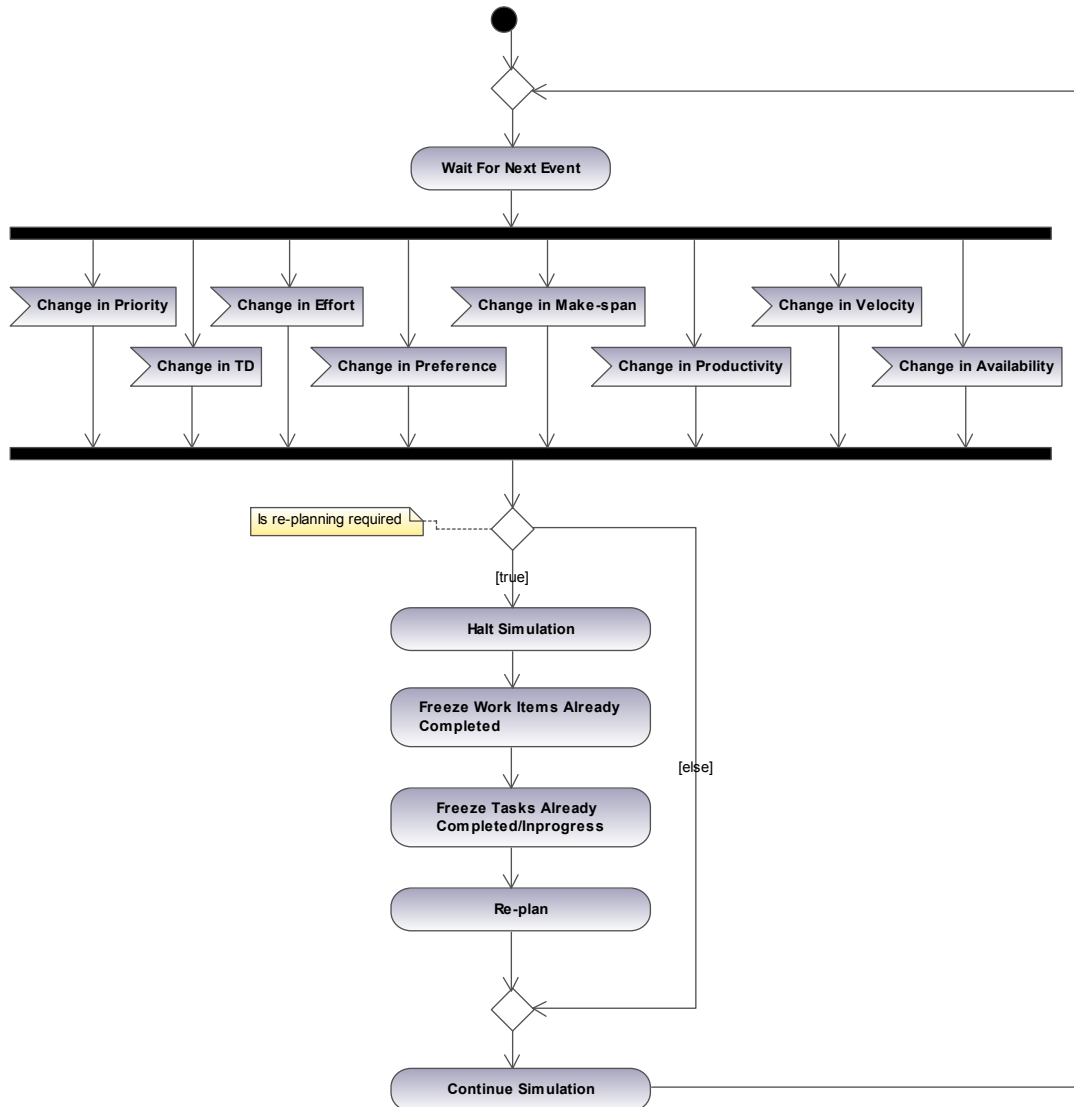 Wait For Next Event
Change in Priority
Change in Effort
Change in Make-span
Change in Velocity
Change in TD
Change in Preference
Change in Productivity
Change in Availability
Is re-planning required
[true]
Halt Simulation
Freeze Work Items Already
Completed
[else]
Freeze Tasks Already
Completed/Inprogress
Re-plan
Continue Simulation